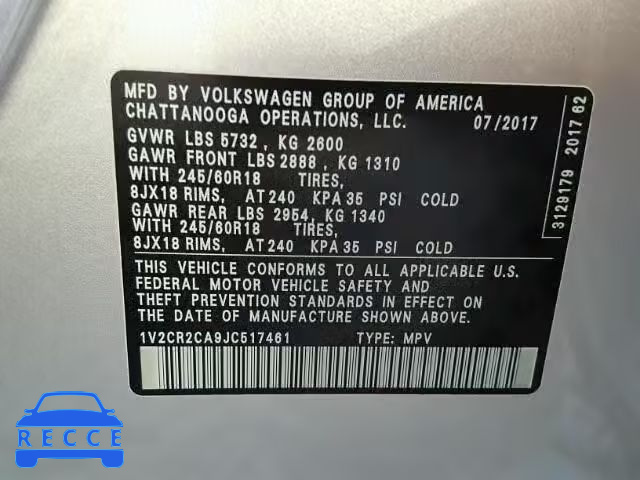 MFD BY VOLKSWAGEN GROUP OF AMERICA
CHATTANOOGA OPERATIONS, LLC. 07/2017
GVWR LBS 5732 , KG 2600
GAWR FRONT LBS 2888 , KG 1310
WITH 245/60R18 TIRES,
8JX18 RIMS, AT 240 KPA 35 PSI COLD
GAWR REAR LBS 2954, KG 1340
WITH 245/60R18 TIRES,
8JX18 RIMS, AT 240 KPA 35 PSI COLD
THIS VEHICLE CONFORMS TO ALL APPLICABLE U.S.
FEDERAL MOTOR VEHICLE SAFETY AND
THEFT PREVENTION STANDARDS IN EFFECT ON
THE DATE OF MANUFACTURE SHOWN ABOVE.
1V2CR2CA9JC517461 TYPE: MPV
3129179 2017 62
RECCE